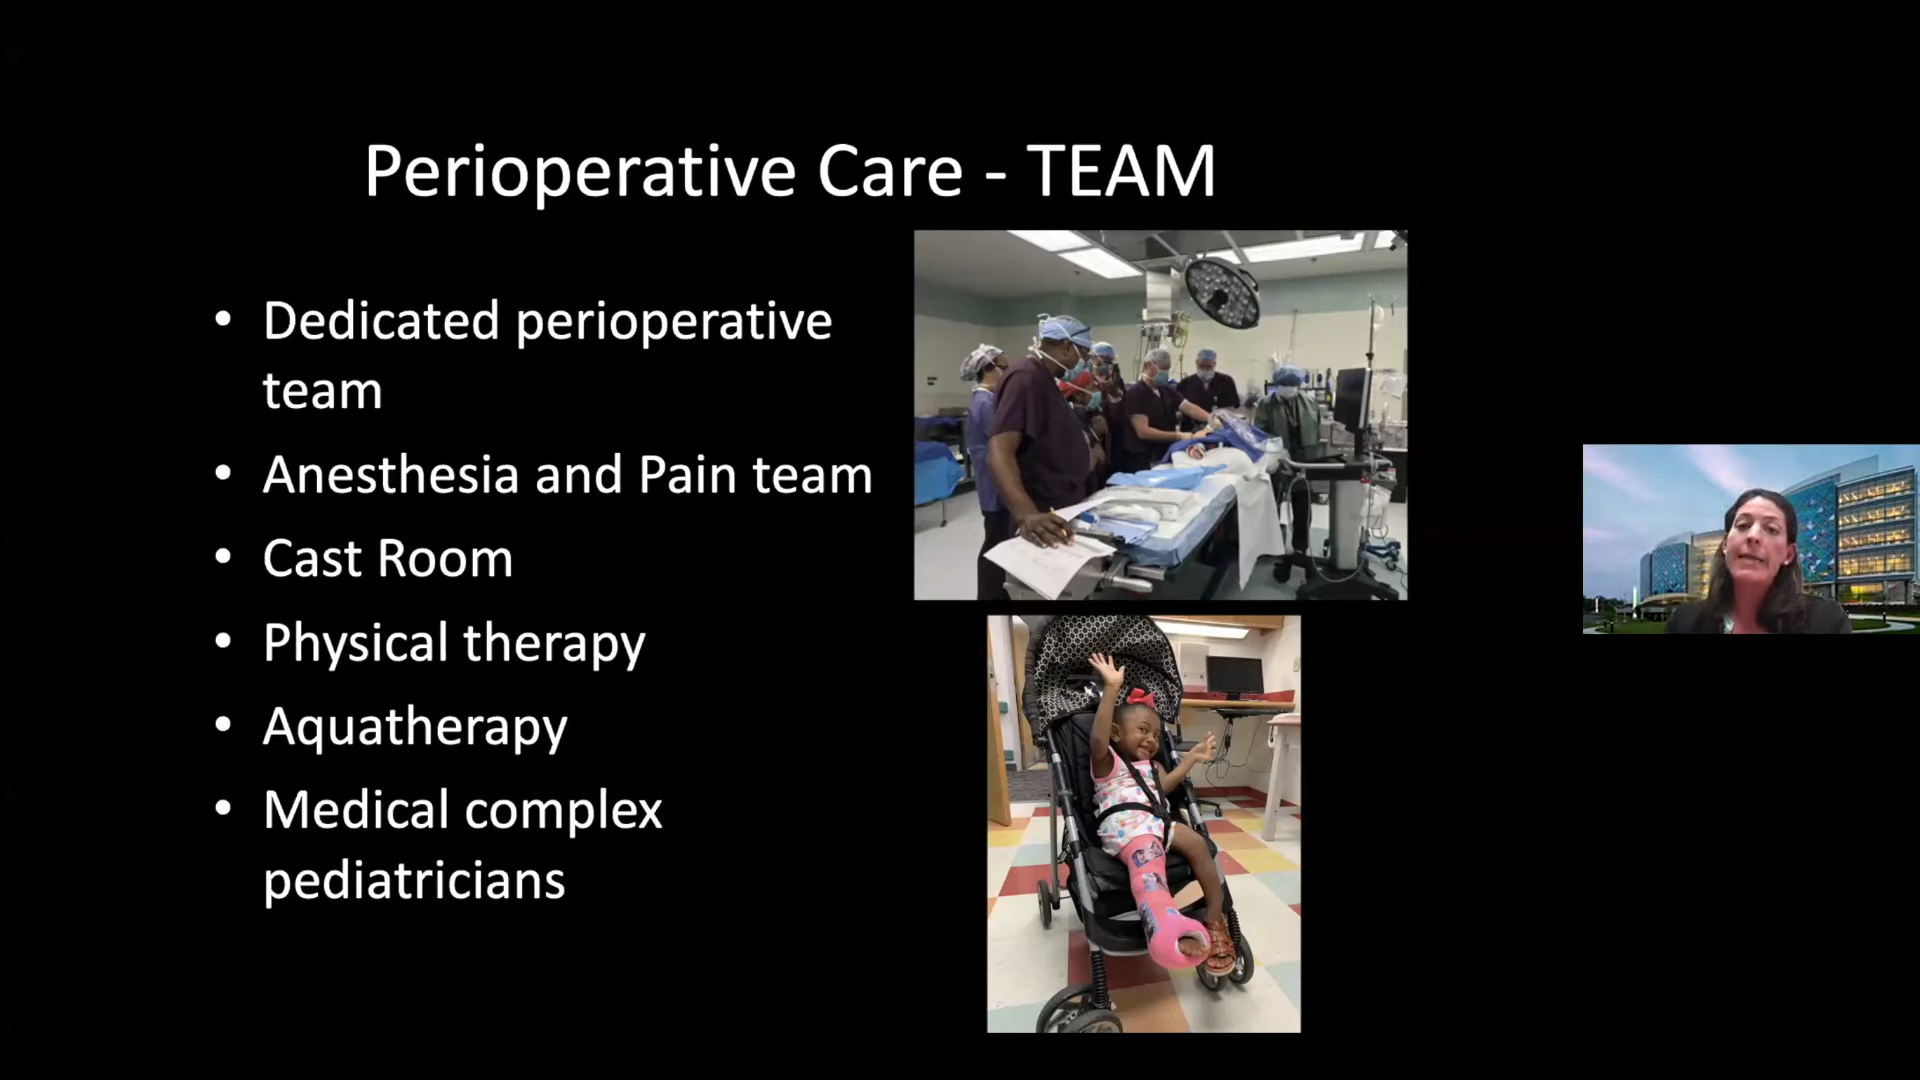 Perioperative Care - TEAM
• Dedicated perioperative
team
• Anesthesia and Pain team
• Cast Room
• Physical therapy
• Aquatherapy
• Medical complex
pediatricians